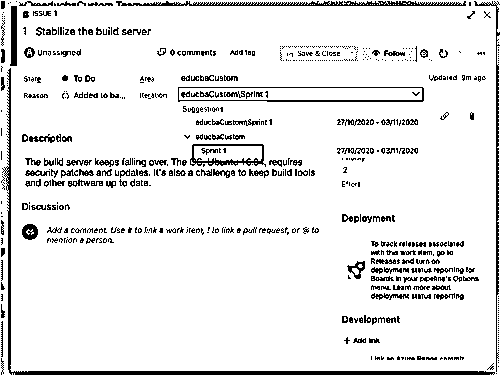 ISSUE 1
1 Stabilize the build server
Unassigned
0 comments
Add tag
Save & Close
Follow
State
To Do
Area
educbaCustom
Updated 9m ago
Reason
Added to ba...
Iteration
educbaCustom\Sprint 1
Suggestions
educbaCustom\Sprint 1
27/10/2020 - 03/11/2020
educbaCustom
Sprint 1
27/10/2020 - 03/11/2020
Description
The build server keeps falling over. The OS, Ubuntu 16.04, requires
security patches and updates. It's also a challenge to keep build tools
and other software up to date.
2
Effort
Discussion
Add a comment. Use # to link a work item, ! to link a pull request, or @ to
mention a person.
Deployment
To track releases associated
with this work item, go to
Releases and turn on
deployment status reporting for
Boards in your pipeline's Options
menu. Learn more about
deployment status reporting
Development
+ Add link
Link an Azure Repos commit